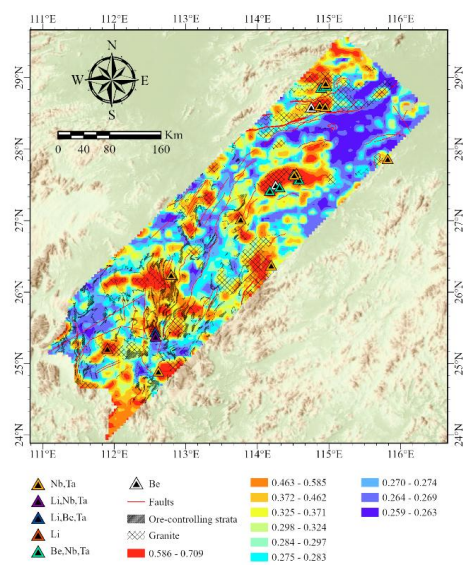 111°E 112°E 113°E 114°E 115°E 116°E
N
W E
S
0 40 80 160
Km
29°N 29°N
28°N 28°N
27°N 27°N
26°N 26°N
25°N 25°N
24°N 24°N
111°E 112°E 113°E 114°E 115°E 116°E
Nb,Ta Be 0.463 - 0.585 0.270 - 0.274
Li,Nb,Ta Faults 0.372 - 0.462 0.264 - 0.269
Li,Be,Ta Ore-controlling strata 0.325 - 0.371 0.259 - 0.263
Li Granite 0.298 - 0.324
Be,Nb,Ta 0.586 - 0.709 0.284 - 0.297
0.275 - 0.283